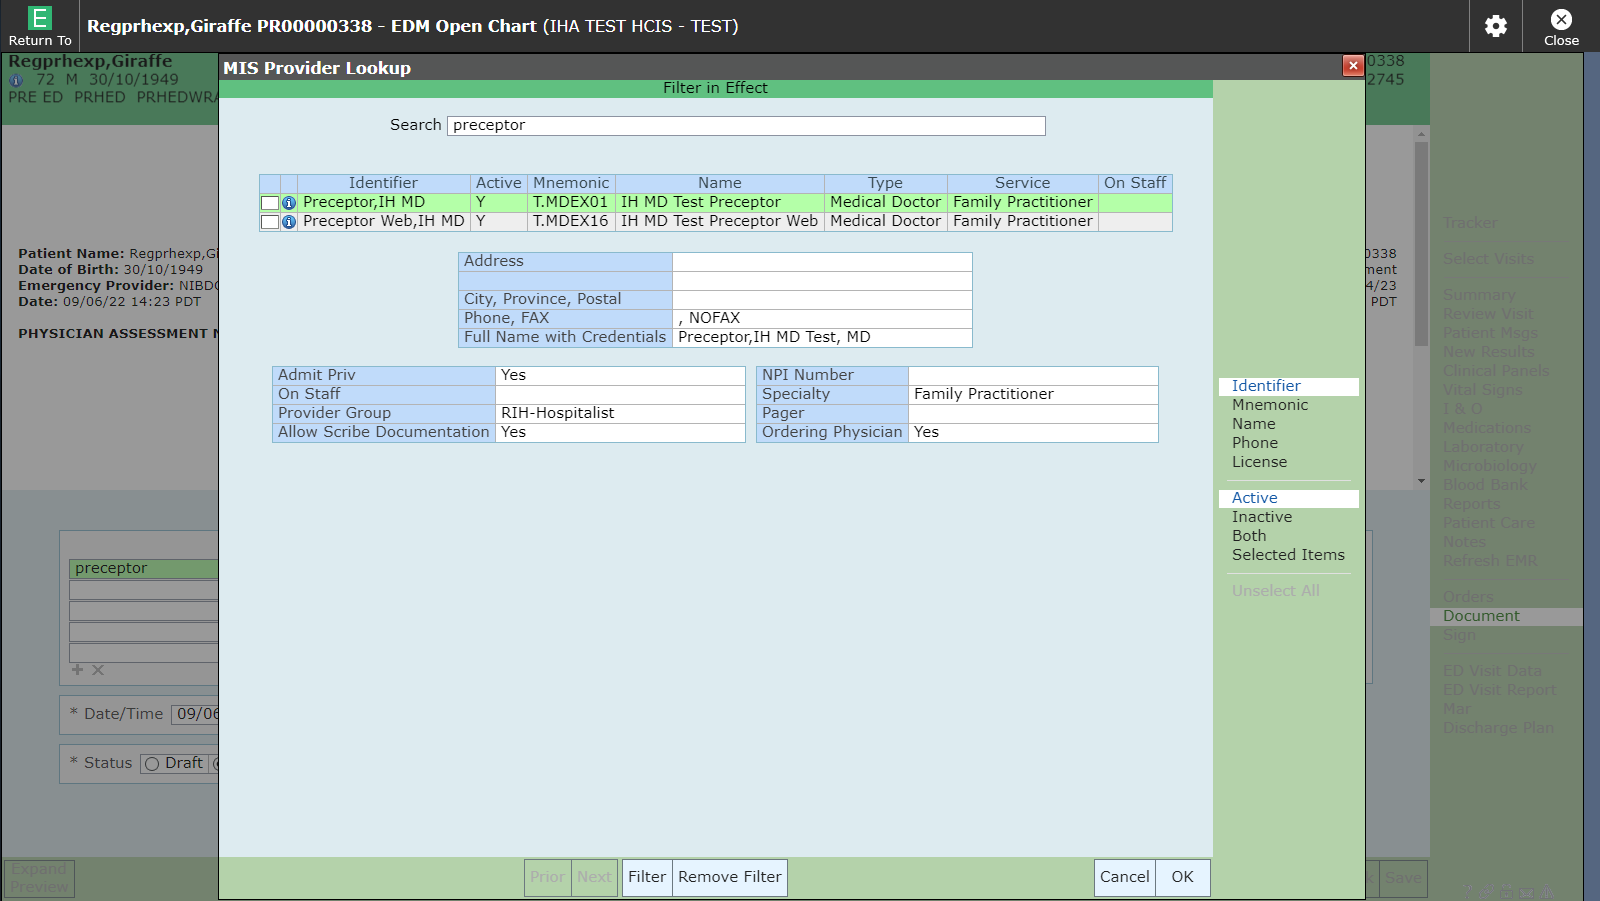 E
Return To
Regprhexp,Giraffe PR00000338 - EDM Open Chart (IHA TEST HCIS - TEST)
Close
Regprhexp,Giraffe
0338
72 M 30/10/1949
2745
PRE ED PRHED PRHEDWRA
MIS Provider Lookup
Filter in Effect
Search preceptor
Identifier Active Mnemonic Name Type Service On Staff
Preceptor,IH MD Y T.MDEX01 IH MD Test Preceptor Medical Doctor Family Practitioner
Preceptor Web,IH MD Y T.MDEX16 IH MD Test Preceptor Web Medical Doctor Family Practitioner
Address
City, Province, Postal
Phone, FAX , NOFAX
Full Name with Credentials Preceptor,IH MD Test, MD
Admit Priv Yes
On Staff
Provider Group RIH-Hospitalist
Allow Scribe Documentation Yes
NPI Number
Specialty Family Practitioner
Pager
Ordering Physician Yes
Identifier
Mnemonic
Name
Phone
License
Active
Inactive
Both
Selected Items
Unselect All
Prior Next Filter Remove Filter Cancel OK
Patient Name: Regprhexp,Gi
Date of Birth: 30/10/1949
Emergency Provider: NIBDO
Date: 09/06/22 14:23 PDT
PHYSICIAN ASSESSMENT N
0338
ment
4/23
PDT
preceptor
* Date/Time 09/06
* Status Draft
Expand
Preview
Save
Tracker
Select Visits
Summary
Review Visit
Patient Msgs
New Results
Clinical Panels
Vital Signs
I & O
Medications
Laboratory
Microbiology
Blood Bank
Reports
Patient Care
Notes
Refresh EMR
Orders
Document
Sign
ED Visit Data
ED Visit Report
Mar
Discharge Plan